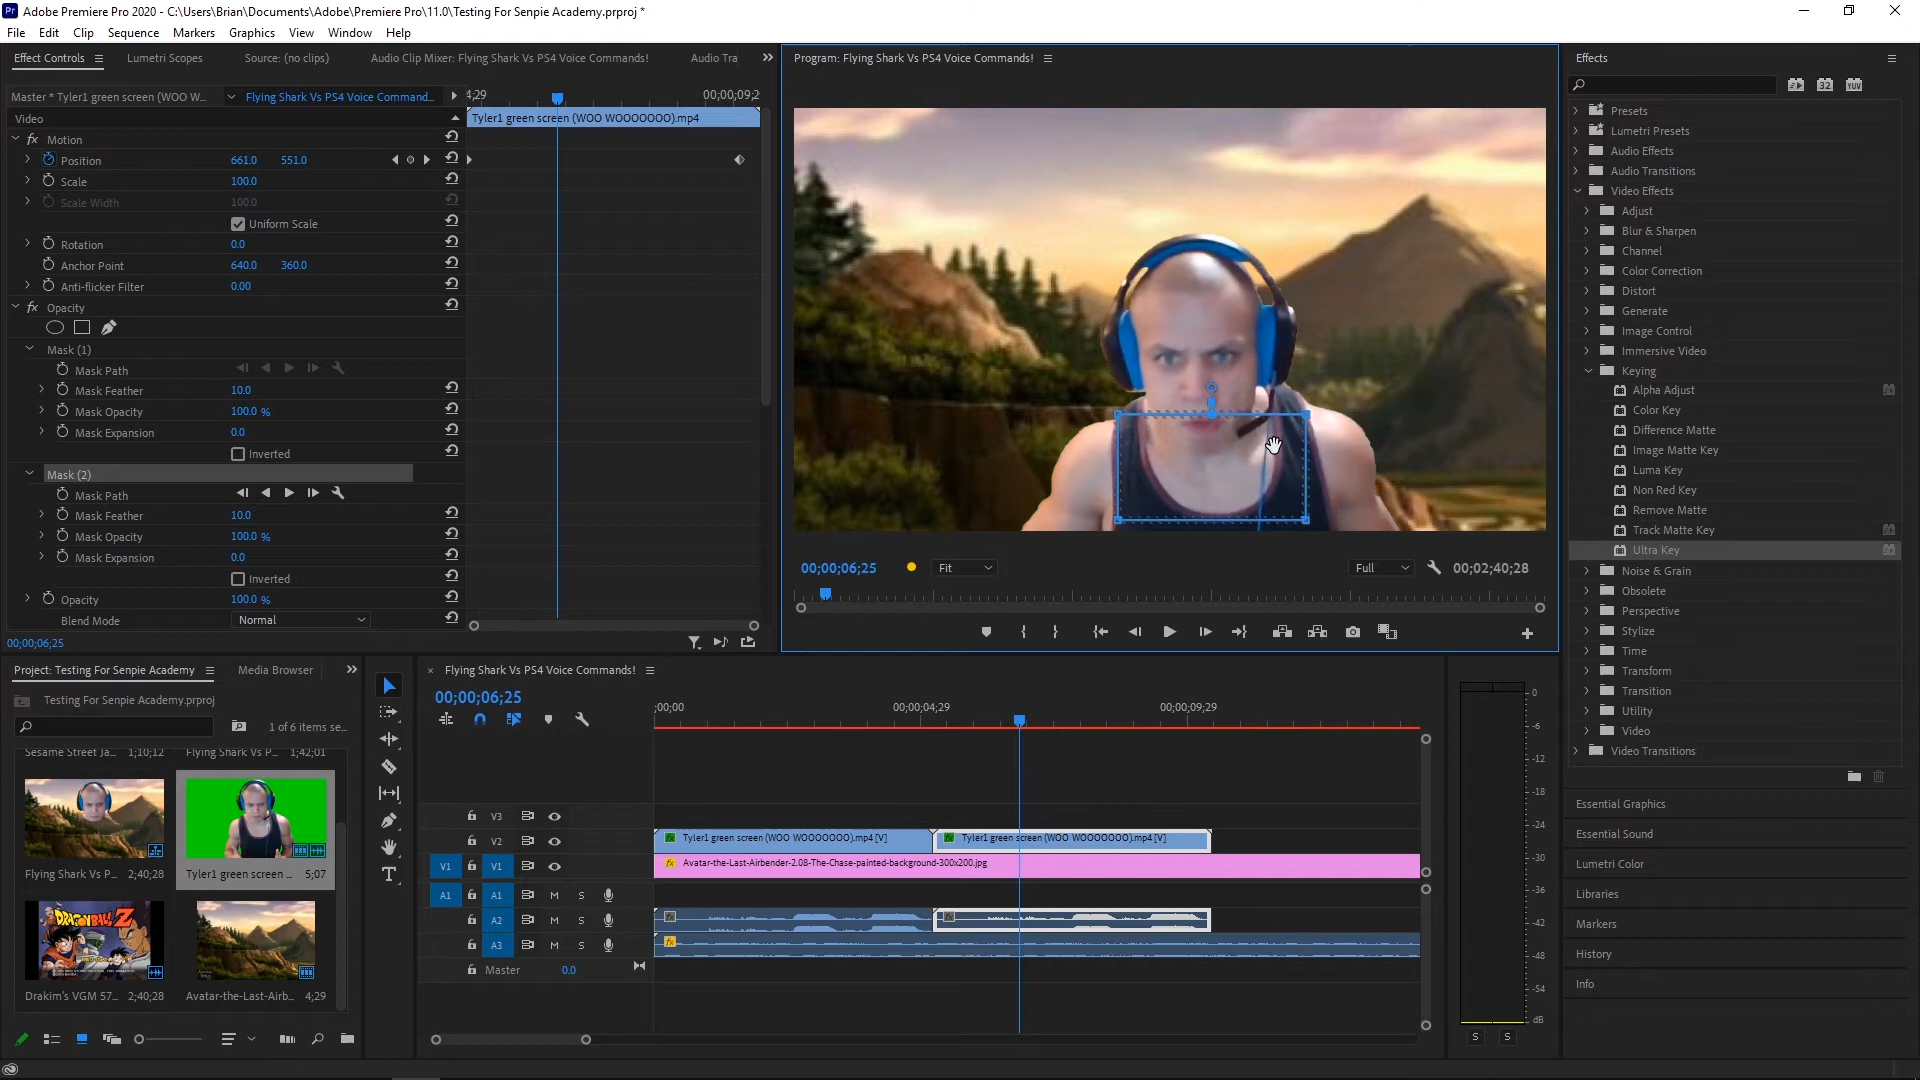 Adobe Premiere Pro 2020 - C:\Users\Brian\Documents\Adobe\Premiere Pro\11.0\Testing For Senpie Academy.prproj *
File Edit Clip Sequence Markers Graphics View Window Help
Effect Controls Lumetri Scopes Source: (no clips) Audio Clip Mixer: Flying Shark Vs PS4 Voice Commands! Audio Tra
Master * Tyler1 green screen (WOO W... Flying Shark Vs PS4 Voice Command...
4;29 00;00;09;2
Video
Tyler1 green screen (WOO WOOOOOOO).mp4
fx Motion
Position 661.0 551.0
Scale 100.0
Scale Width 100.0
Uniform Scale
Rotation 0.0
Anchor Point 640.0 360.0
Anti-flicker Filter 0.00
fx Opacity
Mask (1)
Mask Path
Mask Feather 10.0
Mask Opacity 100.0 %
Mask Expansion 0.0
Inverted
Mask (2)
Mask Path
Mask Feather 10.0
Mask Opacity 100.0 %
Mask Expansion 0.0
Inverted
Opacity 100.0 %
Blend Mode Normal
00;00;06;25
Program: Flying Shark Vs PS4 Voice Commands!
00;00;06;25 Fit Full 00;02;40;28
Effects
32 YUV
Presets
Lumetri Presets
Audio Effects
Audio Transitions
Video Effects
Adjust
Blur & Sharpen
Channel
Color Correction
Distort
Generate
Image Control
Immersive Video
Keying
Alpha Adjust
Color Key
Difference Matte
Image Matte Key
Luma Key
Non Red Key
Remove Matte
Track Matte Key
Ultra Key
Noise & Grain
Obsolete
Perspective
Stylize
Time
Transform
Transition
Utility
Video
Video Transitions
Essential Graphics
Essential Sound
Lumetri Color
Libraries
Markers
History
Info
Project: Testing For Senpie Academy Media Browser
Testing For Senpie Academy.prproj
1 of 6 items se...
Sesame Street Ja... 1;10;12 Flying Shark Vs P... 1;42;01
Flying Shark Vs P... 2;40;28 Tyler1 green screen ... 5;07
DRAGONBALL Z
Drakim's VGM 57... 2;40;28 Avatar-the-Last-Airb... 4;29
Flying Shark Vs PS4 Voice Commands!
00;00;06;25
;00;00 00;00;04;29 00;00;09;29
V3
V2 Tyler1 green screen (WOO WOOOOOOO).mp4 [V] Tyler1 green screen (WOO WOOOOOOO).mp4 [V]
V1 V1 Avatar-the-Last-Airbender-2.08-The-Chase-painted-background-300x200.jpg
A1 A1 M S
A2 M S
A3 M S
Master 0.0
0
-6
-12
-18
-24
-30
-36
-42
-48
-54
dB
S S